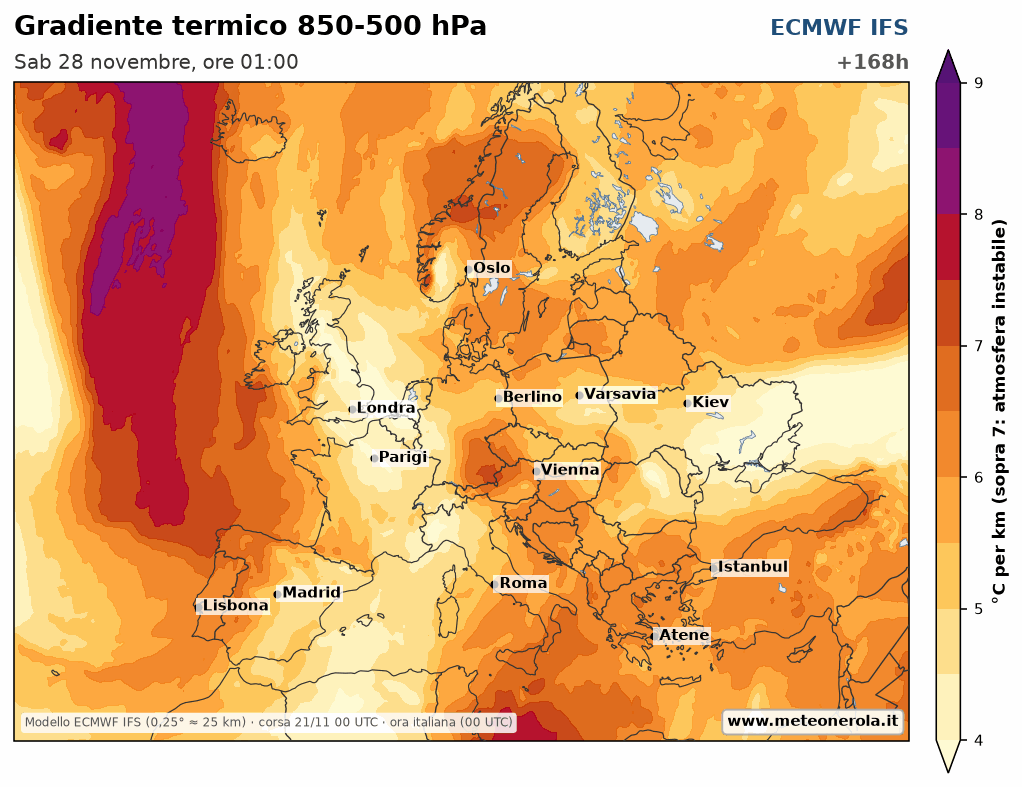 Gradiente termico 850-500 hPa
ECMWF IFS
Sab 28 novembre, ore 01:00
+168h
9
8
7
6
5
4
°C per km (sopra 7: atmosfera instabile)
Oslo
Berlino
Varsavia
Kiev
Londra
Parigi
Vienna
Istanbul
Roma
Madrid
Lisbona
Atene
Modello ECMWF IFS (0,25° ≈ 25 km) · corsa 21/11 00 UTC · ora italiana (00 UTC)
www.meteonerola.it